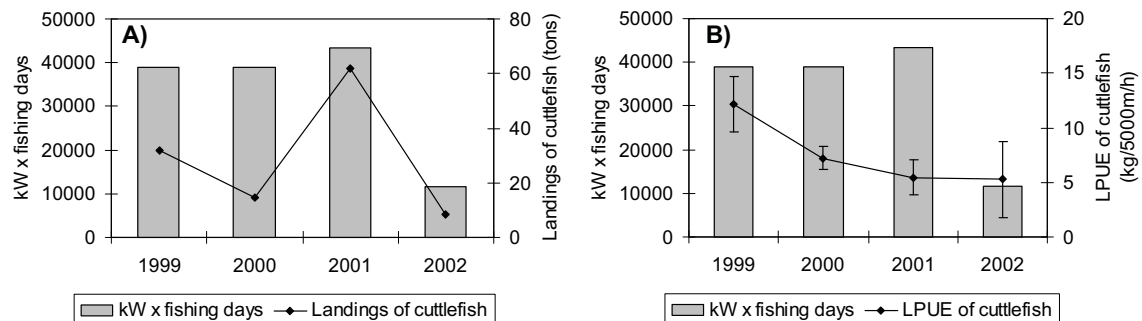 A)
kW x fishing days
50000
40000
30000
20000
10000
0
80
60
40
20
0
Landings of cuttlefish (tons)
1999 2000 2001 2002
kW x fishing days Landings of cuttlefish
B)
kW x fishing days
50000
40000
30000
20000
10000
0
20
15
10
5
0
LPUE of cuttlefish
(kg/5000m/h)
1999 2000 2001 2002
kW x fishing days LPUE of cuttlefish